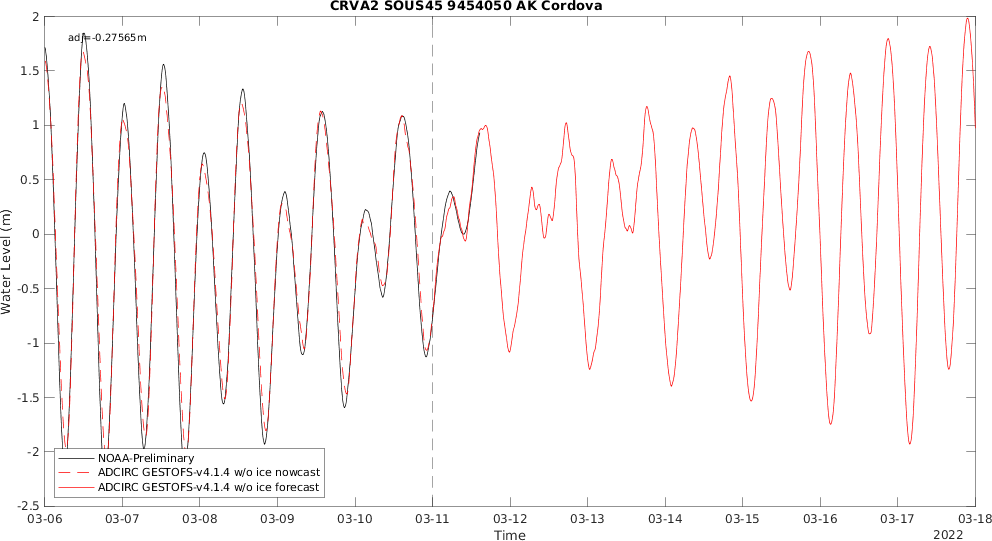 CRVA2 SOUS45 9454050 AK Cordova
adj=-0.27565m
2
1.5
1
0.5
0
-0.5
-1
-1.5
-2
-2.5
Water Level (m)
NOAA-Preliminary
ADCIRC GESTOFS-v4.1.4 w/o ice nowcast
ADCIRC GESTOFS-v4.1.4 w/o ice forecast
03-06 03-07 03-08 03-09 03-10 03-11 03-12 03-13 03-14 03-15 03-16 03-17 03-18
Time
2022